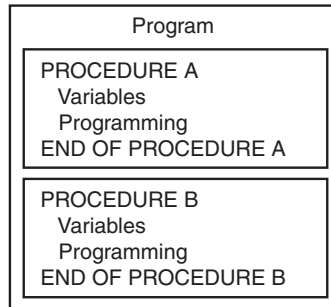 Program
PROCEDURE A
Variables
Programming
END OF PROCEDURE A
PROCEDURE B
Variables
Programming
END OF PROCEDURE B